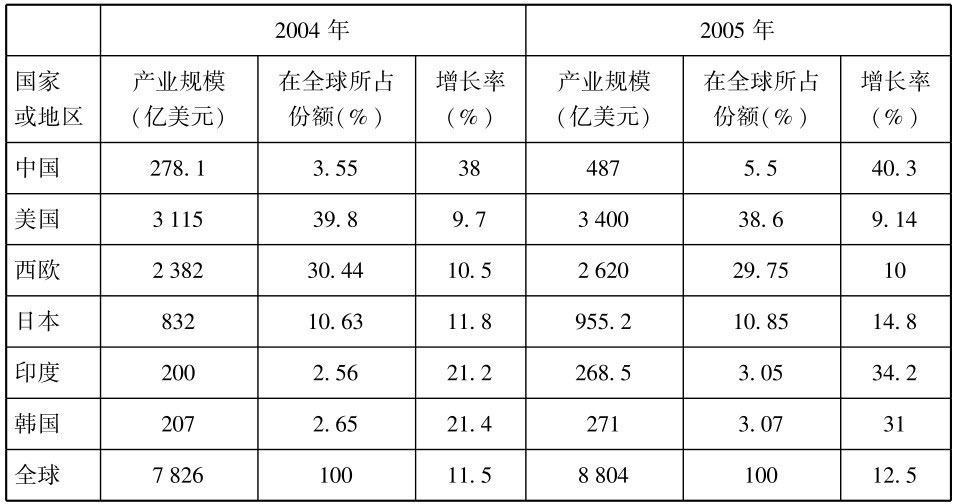 2004 年 2005 年
国家 产业规模 在全球所占 增长率 产业规模 在全球所占 增长率
或地区 (亿美元) 份额(%) (%) (亿美元) 份额(%) (%)
中国 278.1 3.55 38 487 5.5 40.3
美国 3 115 39.8 9.7 3 400 38.6 9.14
西欧 2 382 30.44 10.5 2 620 29.75 10
日本 832 10.63 11.8 955.2 10.85 14.8
印度 200 2.56 21.2 268.5 3.05 34.2
韩国 207 2.65 21.4 271 3.07 31
全球 7 826 100 11.5 8 804 100 12.5